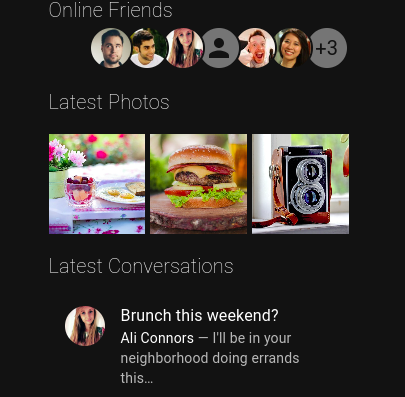 Online Friends
+3
Latest Photos
Latest Conversations
Brunch this weekend?
Ali Connors — I'll be in your
neighborhood doing errands
this…